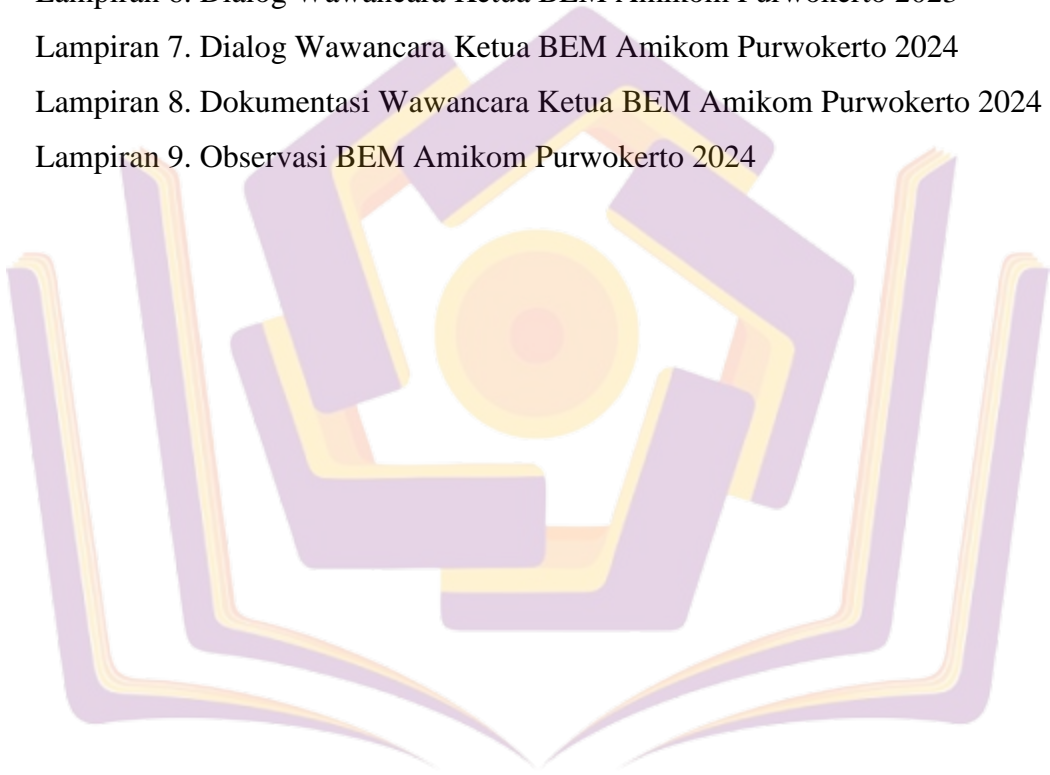 Lampiran 7. Dialog Wawancara Ketua BEM Amikom Purwokerto 2024
Lampiran 8. Dokumentasi Wawancara Ketua BEM Amikom Purwokerto 2024
Lampiran 9. Observasi BEM Amikom Purwokerto 2024